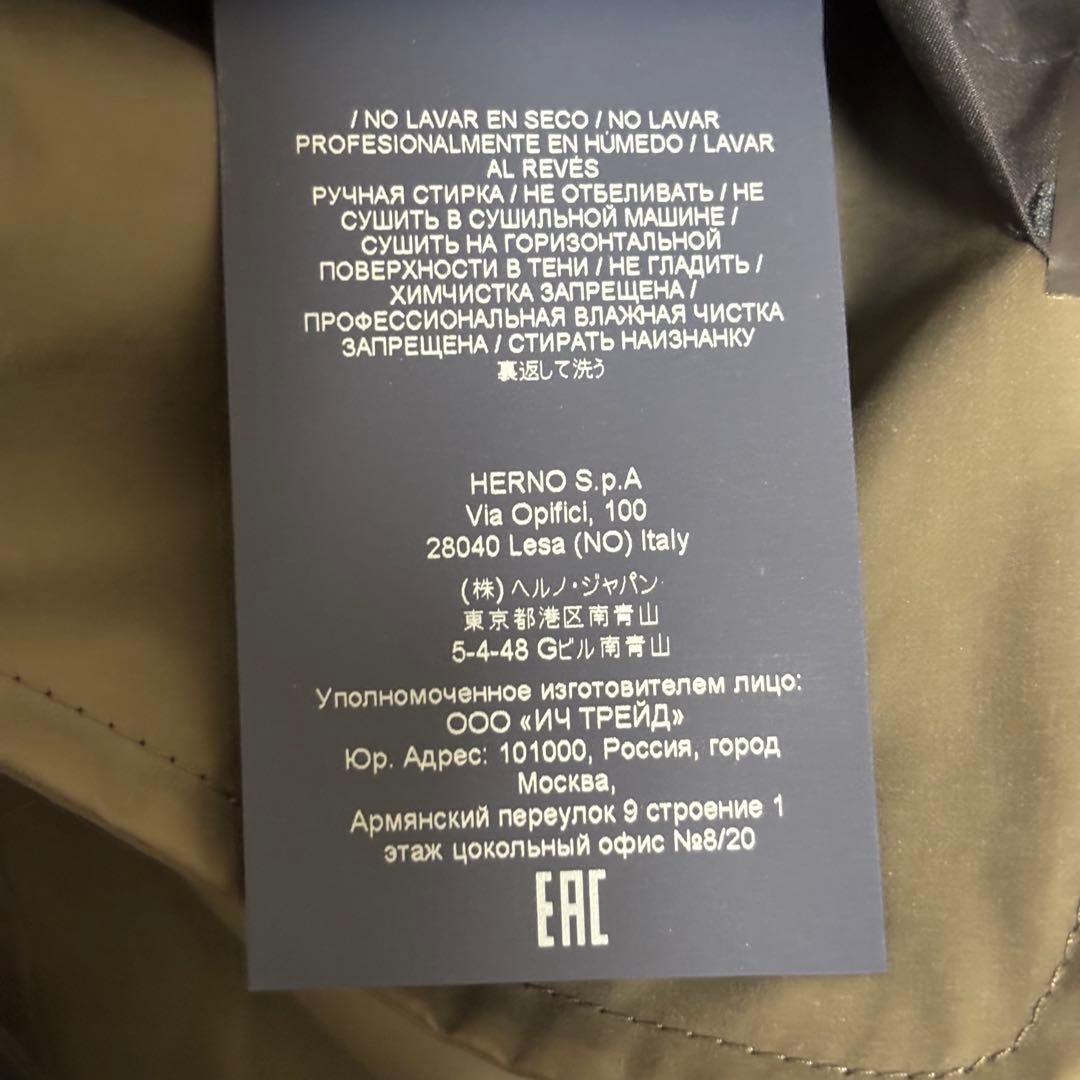 / NO LAVAR EN SECO / NO LAVAR
PROFESIONALMENTE EN HÚMEDO / LAVAR
AL REVÉS
РУЧНАЯ СТИРКА / НЕ ОТБЕЛИВАТЬ / НЕ
СУШИТЬ В СУШИЛЬНОЙ МАШИНЕ /
СУШИТЬ НА ГОРИЗОНТАЛЬНОЙ
ПОВЕРХНОСТИ В ТЕНИ / НЕ ГЛАДИТЬ /
ХИМЧИСТКА ЗАПРЕЩЕНА /
ПРОФЕССИОНАЛЬНАЯ ВЛАЖНАЯ ЧИСТКА
ЗАПРЕЩЕНА / СТИРАТЬ НАИЗНАНКУ
裏返して洗う
HERNO S.p.A
Via Opifici, 100
28040 Lesa (NO) Italy
(株) ヘルノ・ジャパン
東京都港区南青山
5-4-48 Gビル南青山
Уполномоченное изготовителем лицо:
ООО «ИЧ ТРЕЙД»
Юр. Адрес: 101000, Россия, город
Москва,
Армянский переулок 9 строение 1
этаж цокольный офис №8/20
EAC